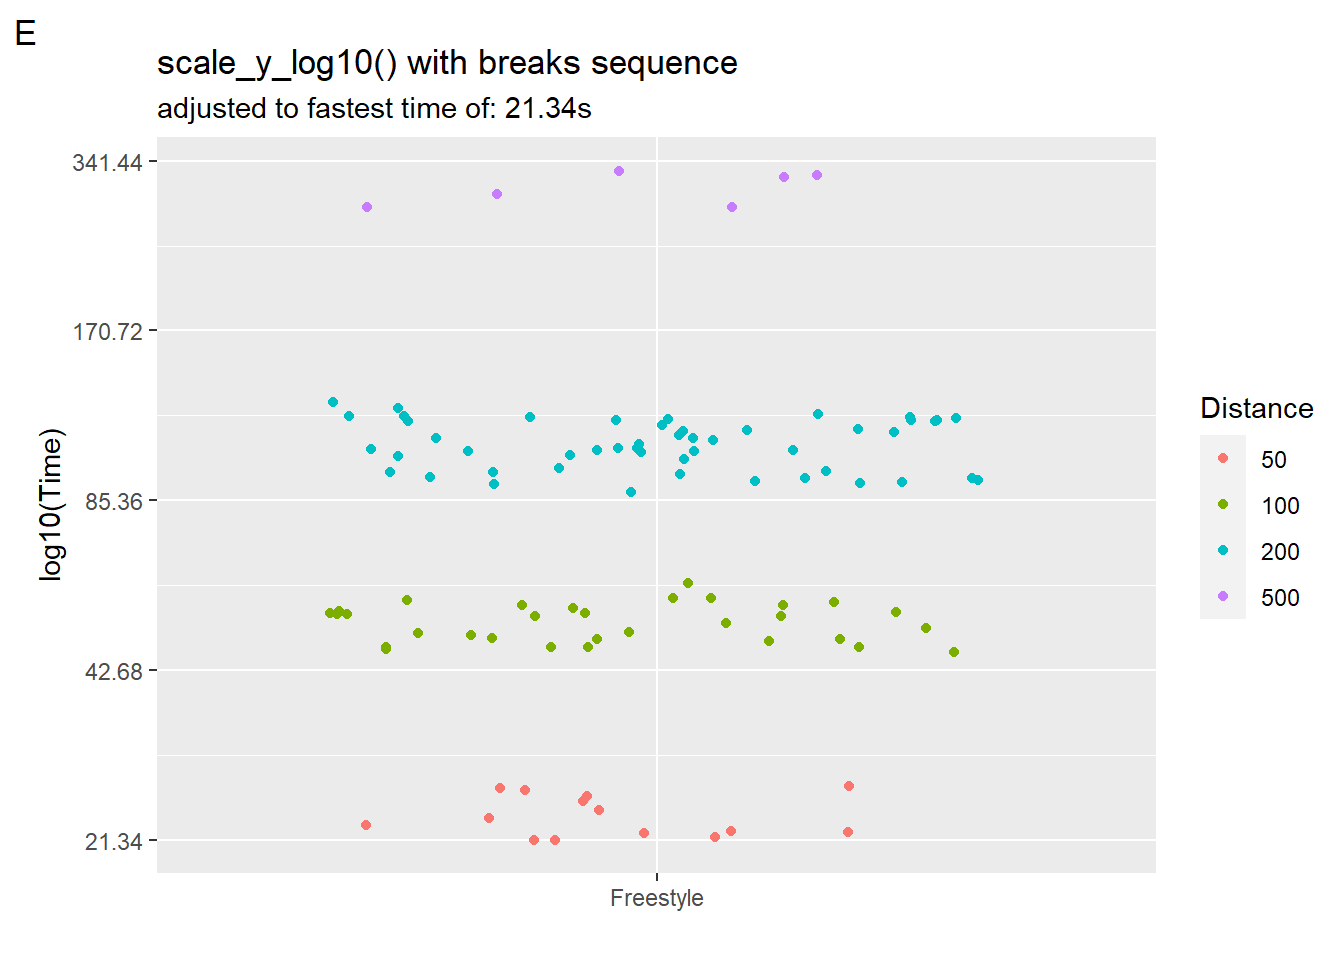 E
scale_y_log10() with breaks sequence
adjusted to fastest time of: 21.34s
341.44
170.72
85.36
42.68
21.34
log10(Time)
Freestyle
Distance
50
100
200
500